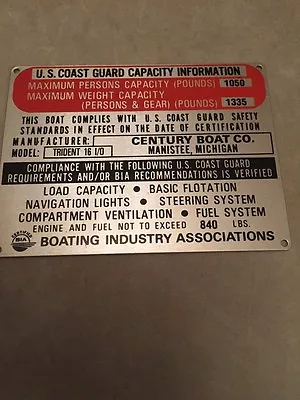 U.S. COAST GUARD CAPACITY INFORMATION
MAXIMUM PERSONS CAPACITY (POUNDS) 1050
MAXIMUM WEIGHT CAPACITY
(PERSONS & GEAR) (POUNDS) 1335
THIS BOAT COMPLIES WITH U.S. COAST GUARD SAFETY
STANDARDS IN EFFECT ON THE DATE OF CERTIFICATION
MANUFACTURER: CENTURY BOAT CO.
MODEL: TRIDENT 16 I/O MANISTEE, MICHIGAN
COMPLIANCE WITH THE FOLLOWING U.S. COAST GUARD
REQUIREMENTS AND/OR BIA RECOMMENDATIONS IS VERIFIED
LOAD CAPACITY • BASIC FLOTATION
NAVIGATION LIGHTS • STEERING SYSTEM
COMPARTMENT VENTILATION • FUEL SYSTEM
ENGINE AND FUEL NOT TO EXCEED 840 LBS.
CERTIFIED BIA BOATING INDUSTRY ASSOCIATIONS